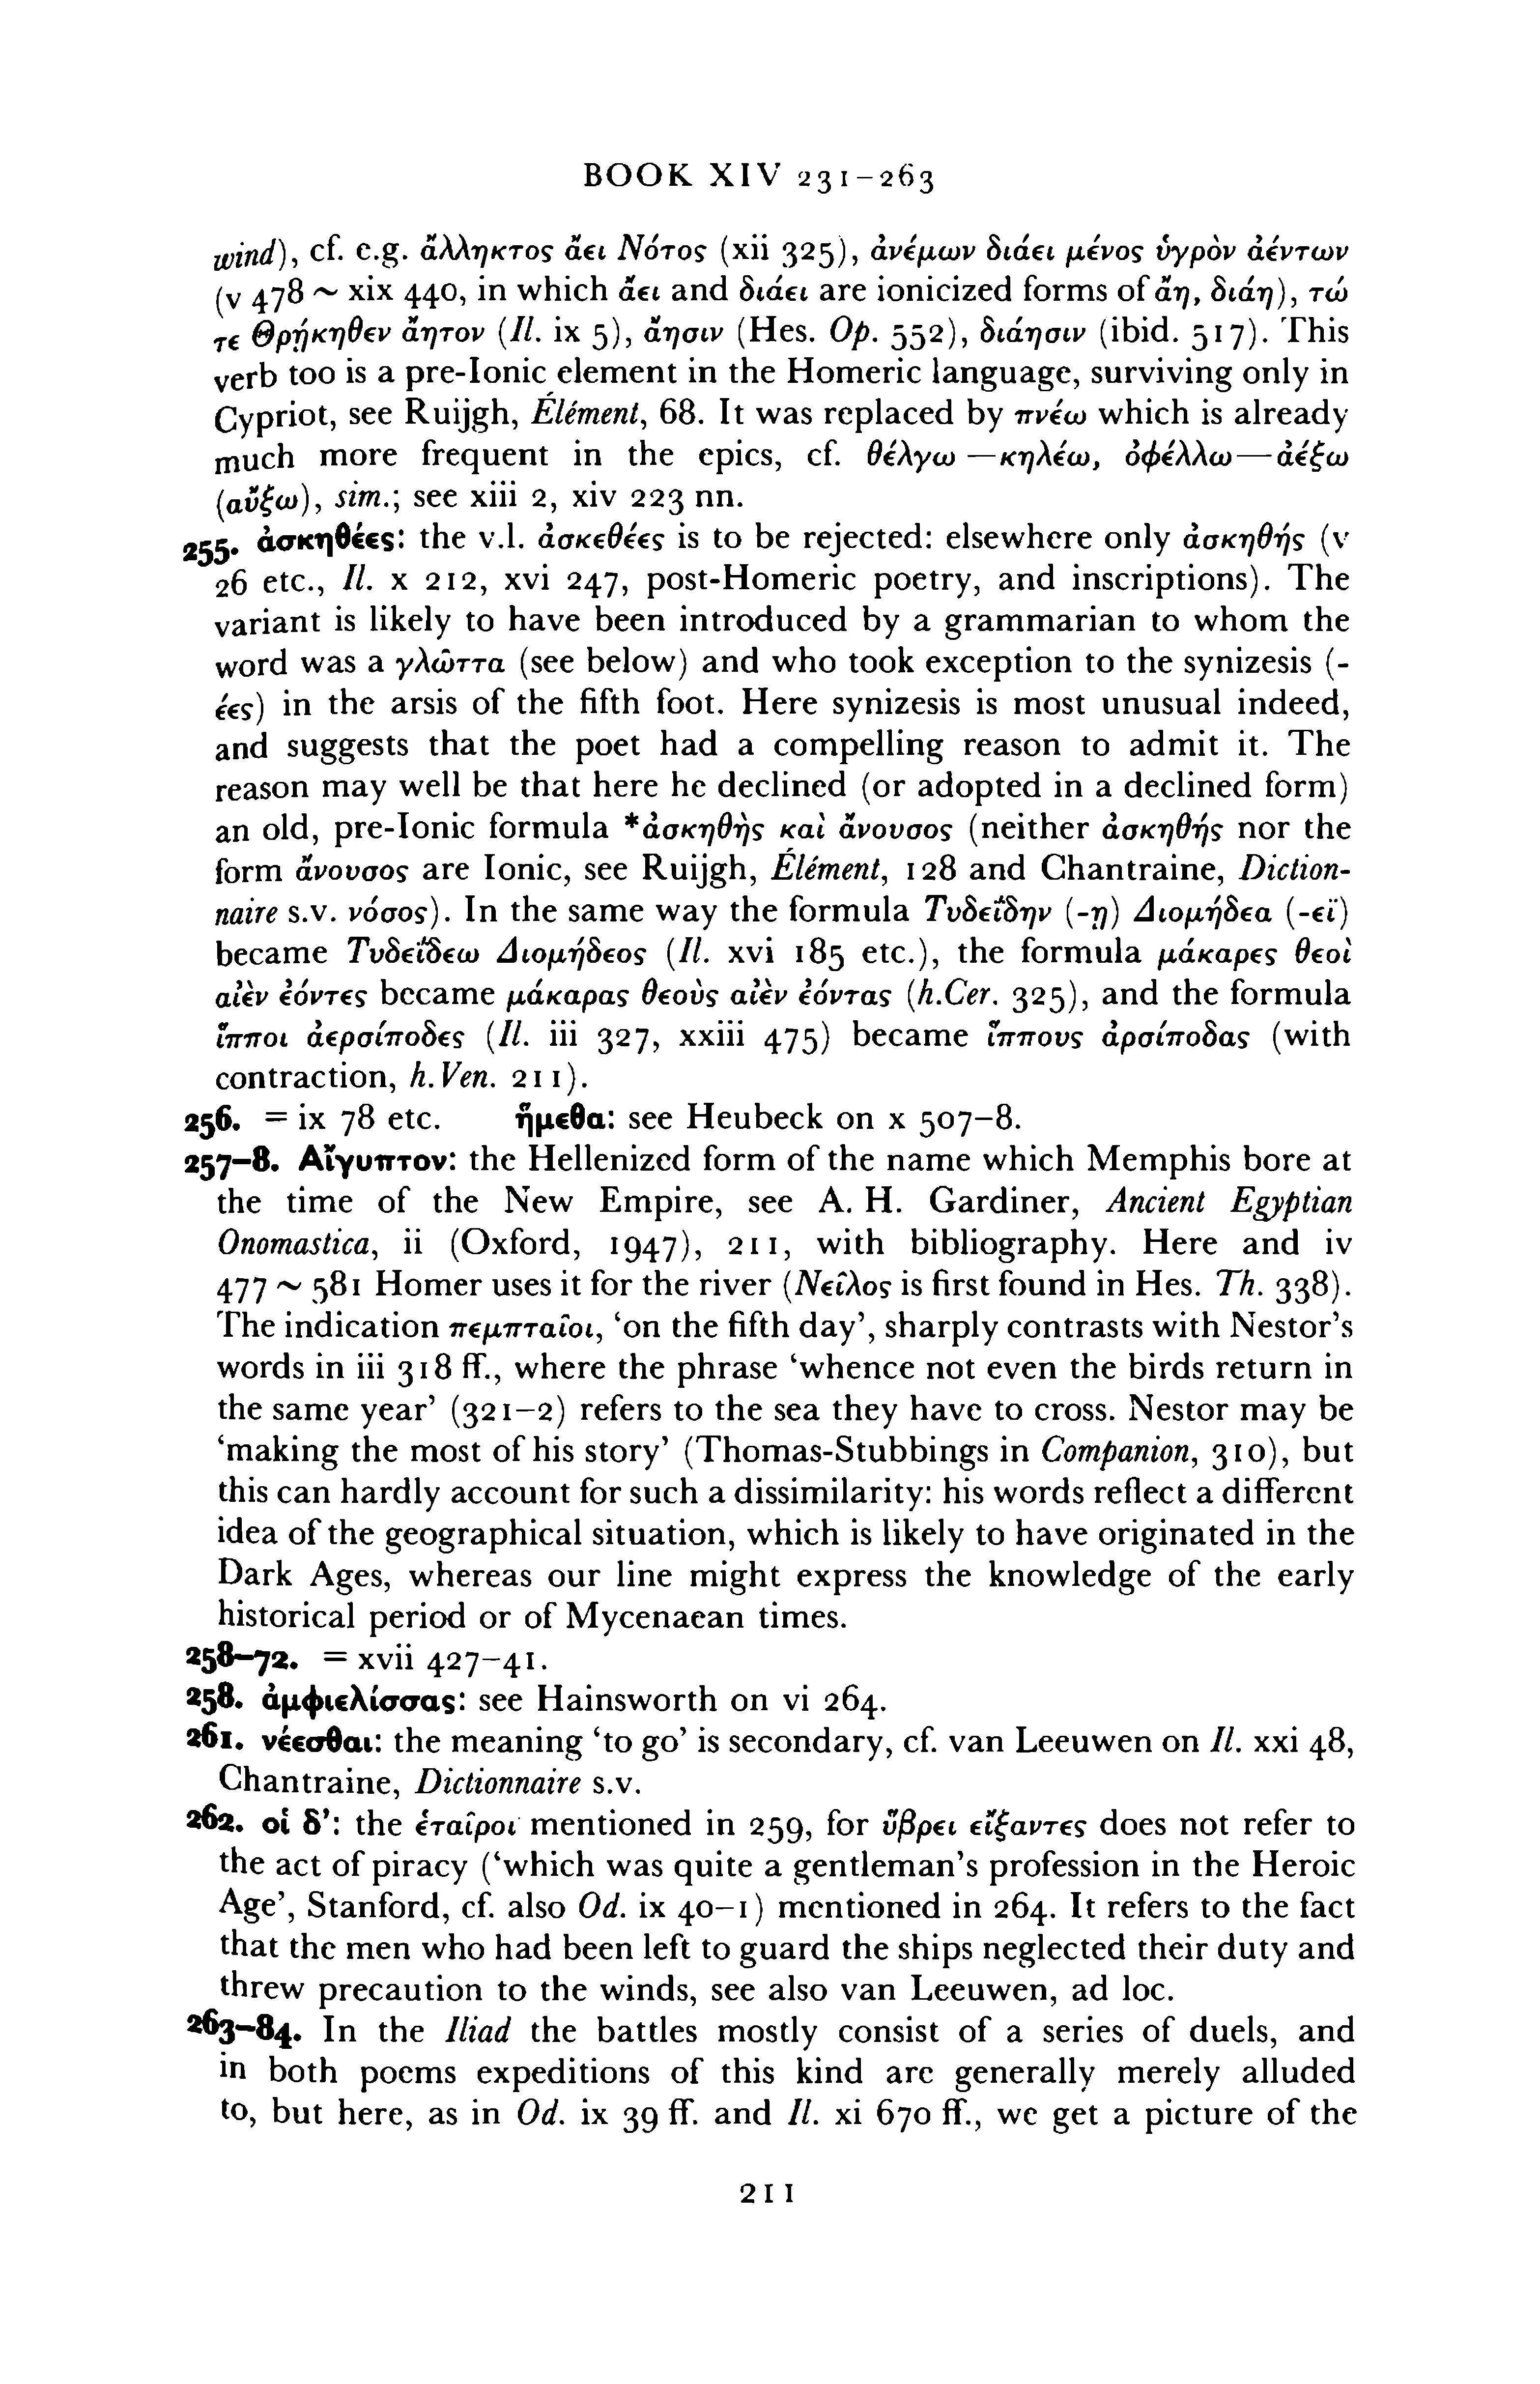 BOOK XIV 231–263
wind), cf. e.g. ἄλληκτος ἄει Νότος (xii 325), ἀνέμων διάει μένος ὑγρὸν ἀέντων
(v 478 ~ xix 440, in which ἄει and διάει are ionicized forms of ἄη, διάη), τώ
τε Θρῄκηθεν ἄητον (Il. ix 5), ἄησιν (Hes. Op. 552), διάησιν (ibid. 517). This
verb too is a pre-Ionic element in the Homeric language, surviving only in
Cypriot, see Ruijgh, Élément, 68. It was replaced by πνέω which is already
much more frequent in the epics, cf. θέλγω —κηλέω, ὀφέλλω—ἀέξω
(αὔξω), sim.; see xiii 2, xiv 223 nn.
255. ἀσκηθέες: the v.l. ἀσκεθέες is to be rejected: elsewhere only ἀσκηθής (v
26 etc., Il. x 212, xvi 247, post-Homeric poetry, and inscriptions). The
variant is likely to have been introduced by a grammarian to whom the
word was a γλῶττα (see below) and who took exception to the synizesis (-
έες) in the arsis of the fifth foot. Here synizesis is most unusual indeed,
and suggests that the poet had a compelling reason to admit it. The
reason may well be that here he declined (or adopted in a declined form)
an old, pre-Ionic formula *ἀσκηθὴς καὶ ἄνουσος (neither ἀσκηθής nor the
form ἄνουσος are Ionic, see Ruijgh, Élément, 128 and Chantraine, Diction-
naire s.v. νόσος). In the same way the formula Τυδεΐδην (-ῃ) Διομήδεα (-εϊ)
became Τυδεΐδεω Διομήδεος (Il. xvi 185 etc.), the formula μάκαρες θεοὶ
αἰὲν ἐόντες became μάκαρας θεοὺς αἰὲν ἐόντας (h.Cer. 325), and the formula
ἵπποι ἀερσίποδες (Il. iii 327, xxiii 475) became ἵππους ἀρσίποδας (with
contraction, h. Ven. 211).
256. = ix 78 etc. ἥμεθα: see Heubeck on x 507–8.
257–8. Αἴγυπτον: the Hellenized form of the name which Memphis bore at
the time of the New Empire, see A. H. Gardiner, Ancient Egyptian
Onomastica, ii (Oxford, 1947), 211, with bibliography. Here and iv
477 ~ 581 Homer uses it for the river (Νεῖλος is first found in Hes. Th. 338).
The indication πεμπταῖοι, ‘on the fifth day’, sharply contrasts with Nestor’s
words in iii 318 ff., where the phrase ‘whence not even the birds return in
the same year’ (321–2) refers to the sea they have to cross. Nestor may be
‘making the most of his story’ (Thomas-Stubbings in Companion, 310), but
this can hardly account for such a dissimilarity: his words reflect a different
idea of the geographical situation, which is likely to have originated in the
Dark Ages, whereas our line might express the knowledge of the early
historical period or of Mycenaean times.
258–72. = xvii 427–41.
258. ἀμφιελίσσας: see Hainsworth on vi 264.
261. νέεσθαι: the meaning ‘to go’ is secondary, cf. van Leeuwen on Il. xxi 48,
Chantraine, Dictionnaire s.v.
262. οἱ δ’: the ἑταῖροι mentioned in 259, for ὕβρει εἴξαντες does not refer to
the act of piracy (‘which was quite a gentleman’s profession in the Heroic
Age’, Stanford, cf. also Od. ix 40–1) mentioned in 264. It refers to the fact
that the men who had been left to guard the ships neglected their duty and
threw precaution to the winds, see also van Leeuwen, ad loc.
263–84. In the Iliad the battles mostly consist of a series of duels, and
in both poems expeditions of this kind are generally merely alluded
to, but here, as in Od. ix 39 ff. and Il. xi 670 ff., we get a picture of the
211